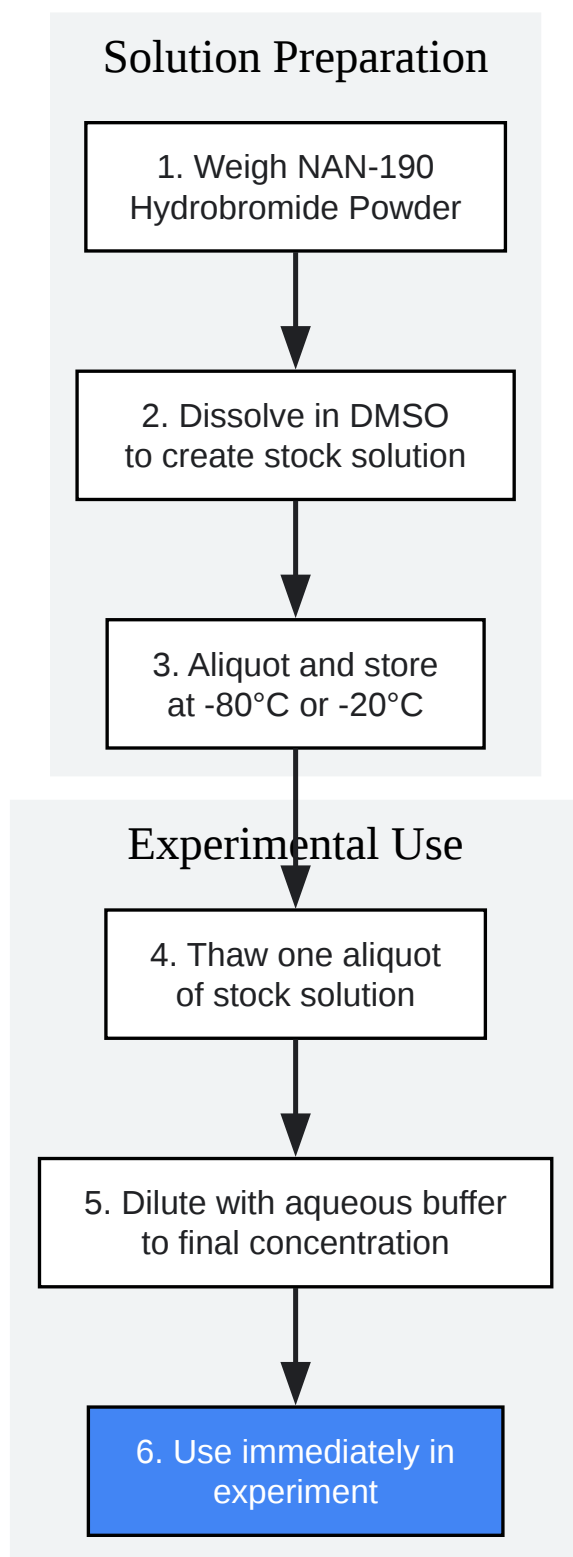 Solution Preparation
1. Weigh NAN-190
Hydrobromide Powder
2. Dissolve in DMSO
to create stock solution
3. Aliquot and store
at -80°C or -20°C
Experimental Use
4. Thaw one aliquot
of stock solution
5. Dilute with aqueous buffer
to final concentration
6. Use immediately in
experiment